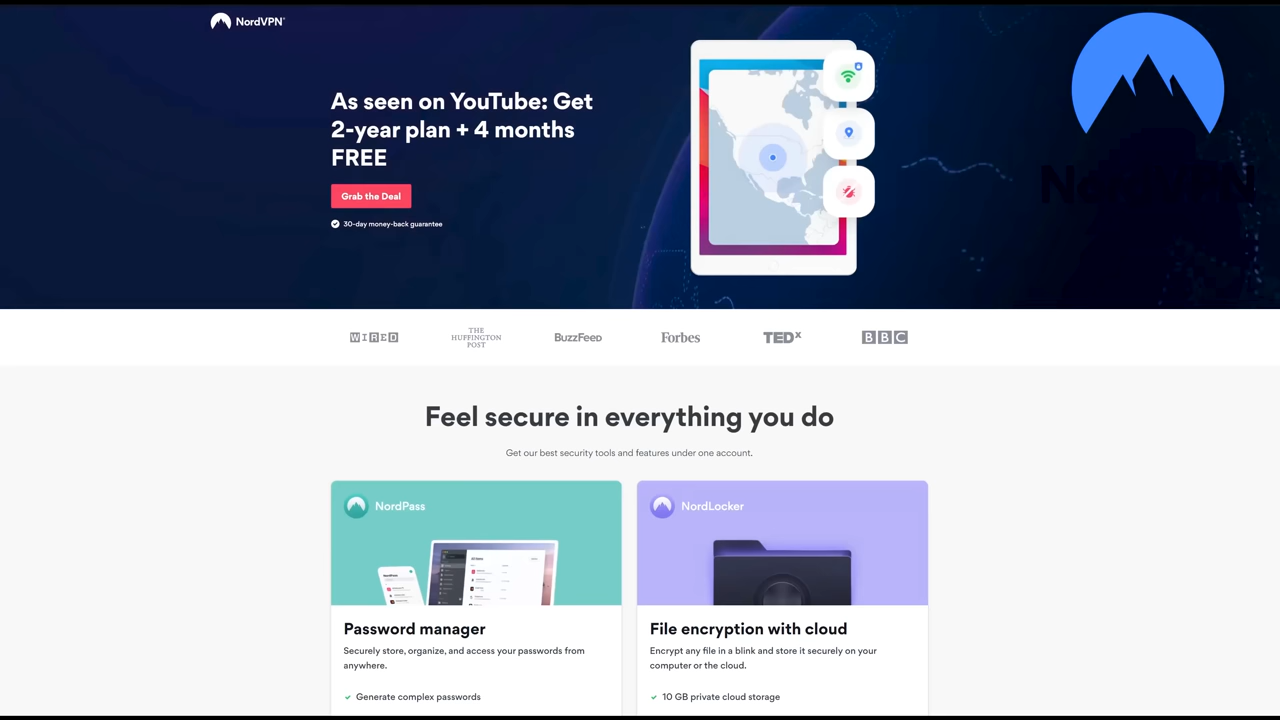 NordVPN®
As seen on YouTube: Get
2-year plan + 4 months
FREE
Grab the Deal
30-day money-back guarantee
NordVPN
WIRED
THE
HUFFINGTON
POST
BuzzFeed
Forbes
TEDx
BBC
Feel secure in everything you do
Get our best security tools and features under one account.
NordPass
Password manager
Securely store, organize, and access your passwords from
anywhere.
Generate complex passwords
NordLocker
File encryption with cloud
Encrypt any file in a blink and store it securely on your
computer or the cloud.
10 GB private cloud storage